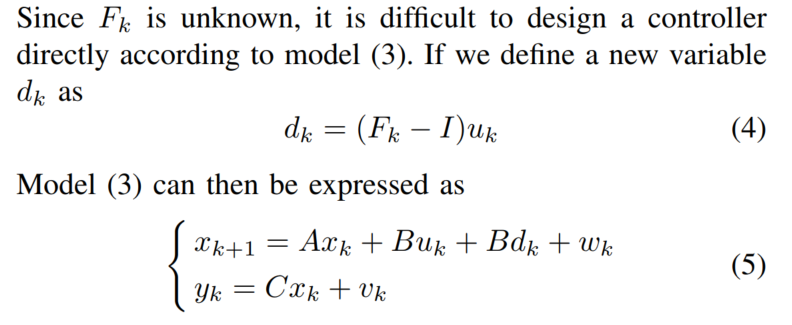 Since F_k is unknown, it is difficult to design a controller
directly according to model (3). If we define a new variable
d_k as
d_k = (F_k − I)u_k (4)
Model (3) can then be expressed as
{ x_{k+1} = Ax_k + Bu_k + Bd_k + w_k
y_k = Cx_k + v_k (5)